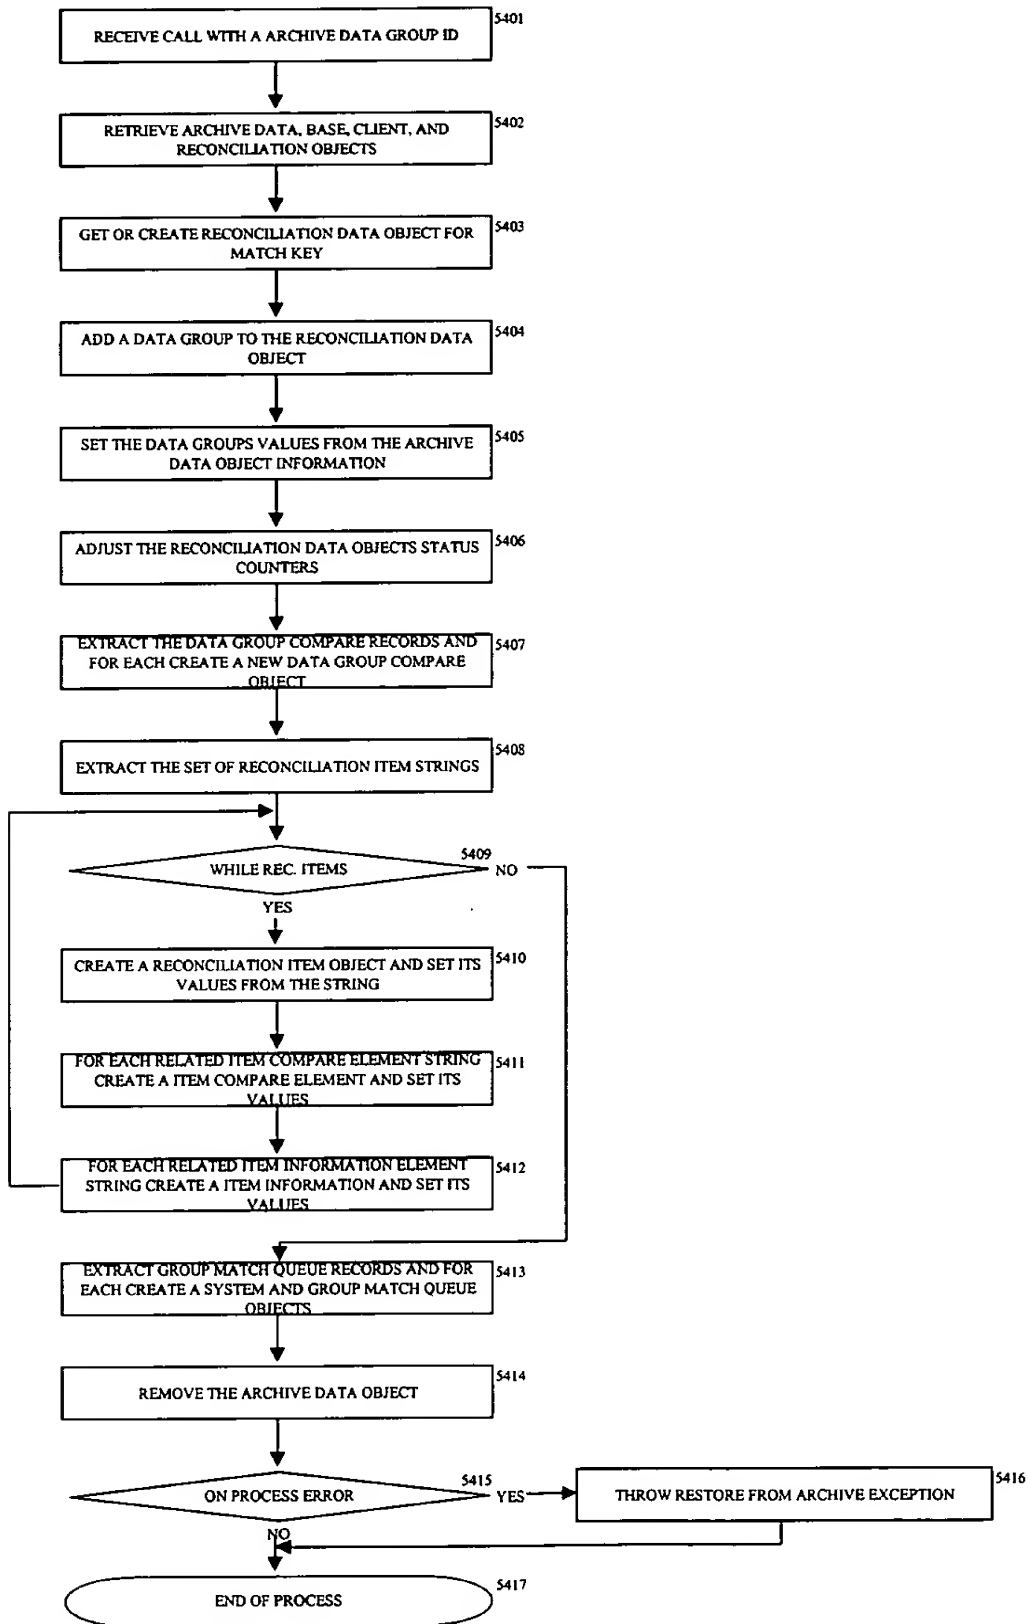 5401
RECEIVE CALL WITH A ARCHIVE DATA GROUP ID
5402
RETRIEVE ARCHIVE DATA, BASE, CLIENT, AND
RECONCILIATION OBJECTS
5403
GET OR CREATE RECONCILIATION DATA OBJECT FOR
MATCH KEY
5404
ADD A DATA GROUP TO THE RECONCILIATION DATA
OBJECT
5405
SET THE DATA GROUPS VALUES FROM THE ARCHIVE
DATA OBJECT INFORMATION
5406
ADJUST THE RECONCILIATION DATA OBJECTS STATUS
COUNTERS
5407
EXTRACT THE DATA GROUP COMPARE RECORDS AND
FOR EACH CREATE A NEW DATA GROUP COMPARE
OBJECT
5408
EXTRACT THE SET OF RECONCILIATION ITEM STRINGS
5409
WHILE REC. ITEMS
NO
YES
5410
CREATE A RECONCILIATION ITEM OBJECT AND SET ITS
VALUES FROM THE STRING
5411
FOR EACH RELATED ITEM COMPARE ELEMENT STRING
CREATE A ITEM COMPARE ELEMENT AND SET ITS
VALUES
5412
FOR EACH RELATED ITEM INFORMATION ELEMENT
STRING CREATE A ITEM INFORMATION AND SET ITS
VALUES
5413
EXTRACT GROUP MATCH QUEUE RECORDS AND FOR
EACH CREATE A SYSTEM AND GROUP MATCH QUEUE
OBJECTS
5414
REMOVE THE ARCHIVE DATA OBJECT
5415
ON PROCESS ERROR
YES
5416
THROW RESTORE FROM ARCHIVE EXCEPTION
NO
5417
END OF PROCESS